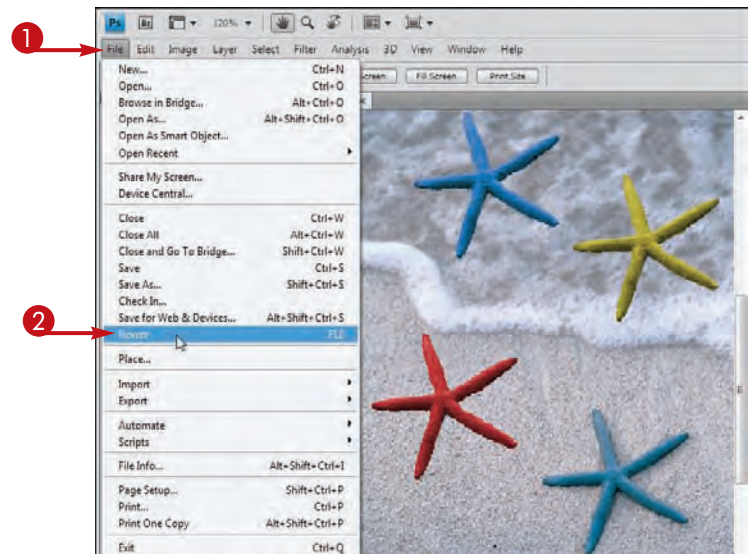 Ps Br 120%
1
File Edit Image Layer Select Filter Analysis 3D View Window Help
Screen Fill Screen Print Size
New... Ctrl+N
Open... Ctrl+O
Browse in Bridge... Alt+Ctrl+O
Open As... Alt+Shift+Ctrl+O
Open As Smart Object...
Open Recent
Share My Screen...
Device Central...
Close Ctrl+W
Close All Alt+Ctrl+W
Close and Go To Bridge... Shift+Ctrl+W
Save Ctrl+S
Save As... Shift+Ctrl+S
Check In...
Save for Web & Devices... Alt+Shift+Ctrl+S
2
Revert F12
Place...
Import
Export
Automate
Scripts
File Info... Alt+Shift+Ctrl+I
Page Setup... Shift+Ctrl+P
Print... Ctrl+P
Print One Copy Alt+Shift+Ctrl+P
Exit Ctrl+Q